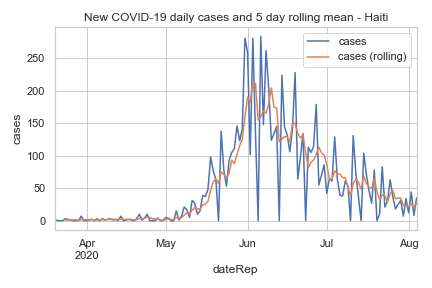 New COVID-19 daily cases and 5 day rolling mean - Haiti
cases
cases (rolling)
250
200
150
100
50
0
cases
Apr
2020
May
Jun
Jul
Aug
dateRep